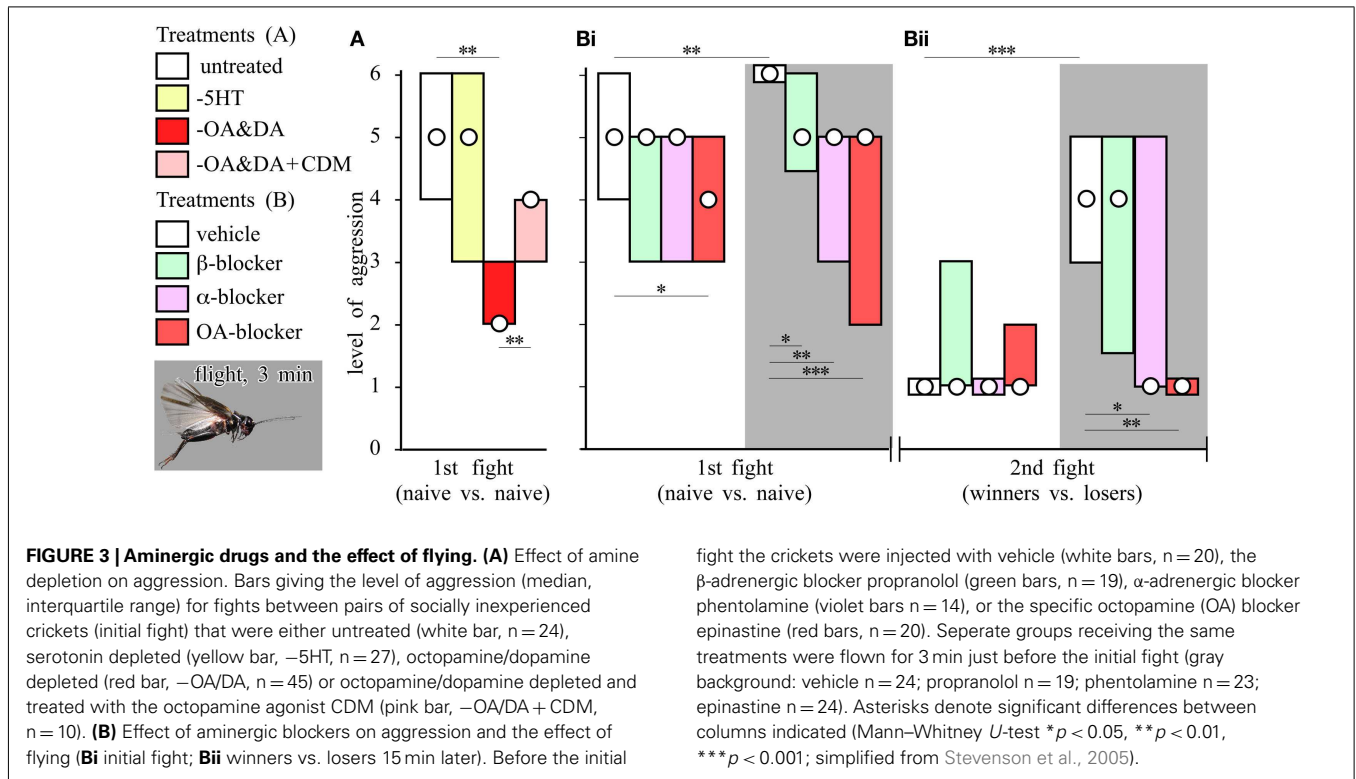 Treatments (A)
untreated
-5HT
-OA&DA
-OA&DA+CDM
Treatments (B)
vehicle
β-blocker
α-blocker
OA-blocker
flight, 3 min
A
**
level of aggression
6
5
4
3
2
1
0
**
1st fight
(naive vs. naive)
Bi
**
*
*
**
***
1st fight
(naive vs. naive)
Bii
***
*
**
2nd fight
(winners vs. losers)
FIGURE 3 | Aminergic drugs and the effect of flying. (A) Effect of amine
depletion on aggression. Bars giving the level of aggression (median,
interquartile range) for fights between pairs of socially inexperienced
crickets (initial fight) that were either untreated (white bar, n = 24),
serotonin depleted (yellow bar, −5HT, n = 27), octopamine/dopamine
depleted (red bar, −OA/DA, n = 45) or octopamine/dopamine depleted and
treated with the octopamine agonist CDM (pink bar, −OA/DA + CDM,
n = 10). (B) Effect of aminergic blockers on aggression and the effect of
flying (Bi initial fight; Bii winners vs. losers 15 min later). Before the initial
fight the crickets were injected with vehicle (white bars, n = 20), the
β-adrenergic blocker propranolol (green bars, n = 19), α-adrenergic blocker
phentolamine (violet bars n = 14), or the specific octopamine (OA) blocker
epinastine (red bars, n = 20). Seperate groups receiving the same
treatments were flown for 3 min just before the initial fight (gray
background: vehicle n = 24; propranolol n = 19; phentolamine n = 23;
epinastine n = 24). Asterisks denote significant differences between
columns indicated (Mann–Whitney U-test *p < 0.05, **p < 0.01,
***p < 0.001; simplified from Stevenson et al., 2005).